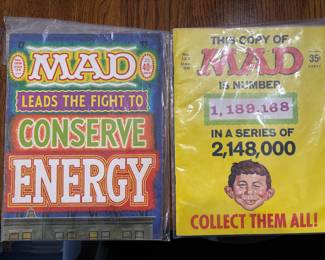 MAD
40¢
LEADS THE FIGHT TO
CONSERVE
ENERGY
THIS COPY OF
MAD
35¢
IS NUMBER
1,189,168
IN A SERIES OF
2,148,000
COLLECT THEM ALL!